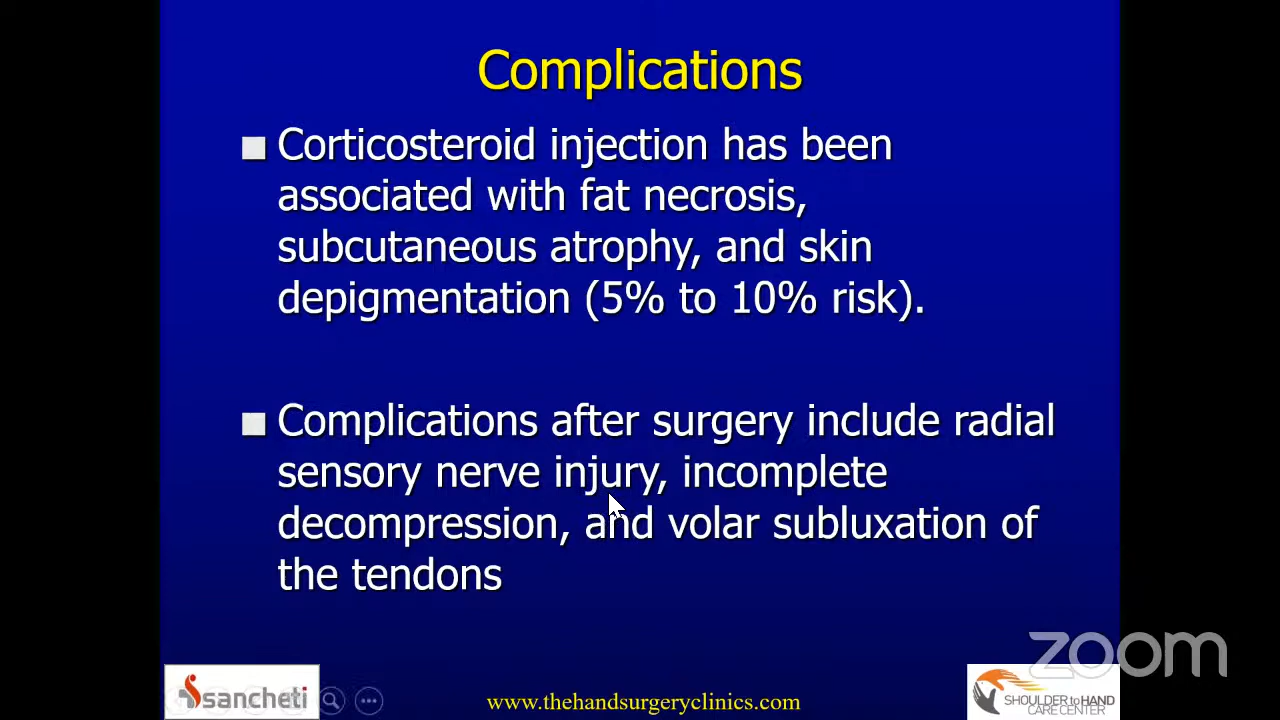 Complications
Corticosteroid injection has been
associated with fat necrosis,
subcutaneous atrophy, and skin
depigmentation (5% to 10% risk).
Complications after surgery include radial
sensory nerve injury, incomplete
decompression, and volar subluxation of
the tendons
zoom
sancheti
www.thehandsurgeryclinics.com
SHOULDER to HAND
CARE CENTER